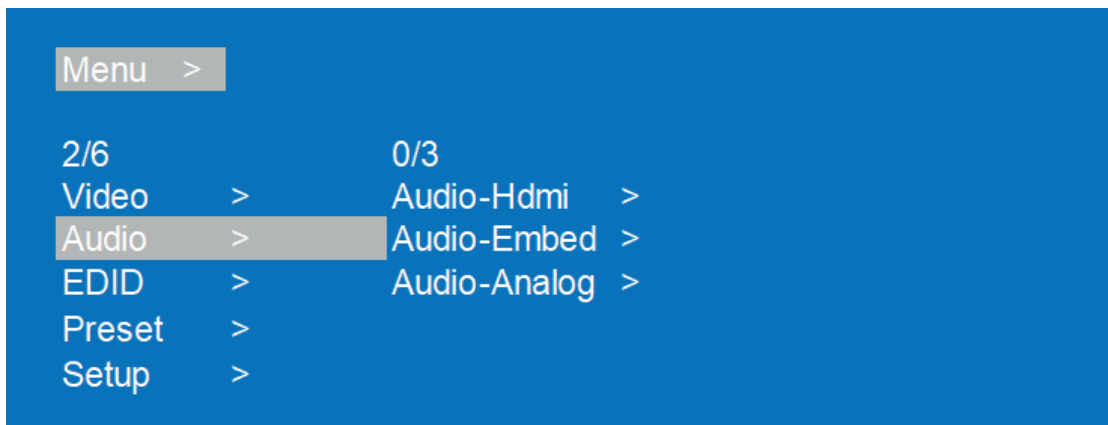 Menu >
2/6 0/3
Video > Audio-Hdmi >
Audio > Audio-Embed >
EDID > Audio-Analog >
Preset >
Setup >